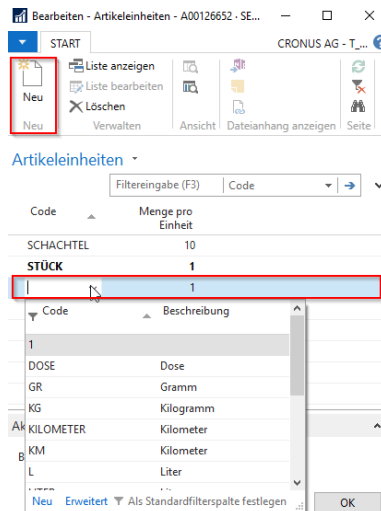 Bearbeiten - Artikeleinheiten - A00126652 · SE...
START
CRONUS AG - T_...
Neu
Liste anzeigen
Liste bearbeiten
Löschen
Neu
Verwalten
Ansicht
Dateianhang anzeigen
Seite
Artikeleinheiten
Filtereingabe (F3)
Code
Code
Menge pro
Einheit
SCHACHTEL 10
STÜCK 1
1
Code Beschreibung
1
DOSE Dose
GR Gramm
KG Kilogramm
KILOMETER Kilometer
KM Kilometer
L Liter
Ak
B
Neu Erweitert Als Standardfilterspalte festlegen
OK